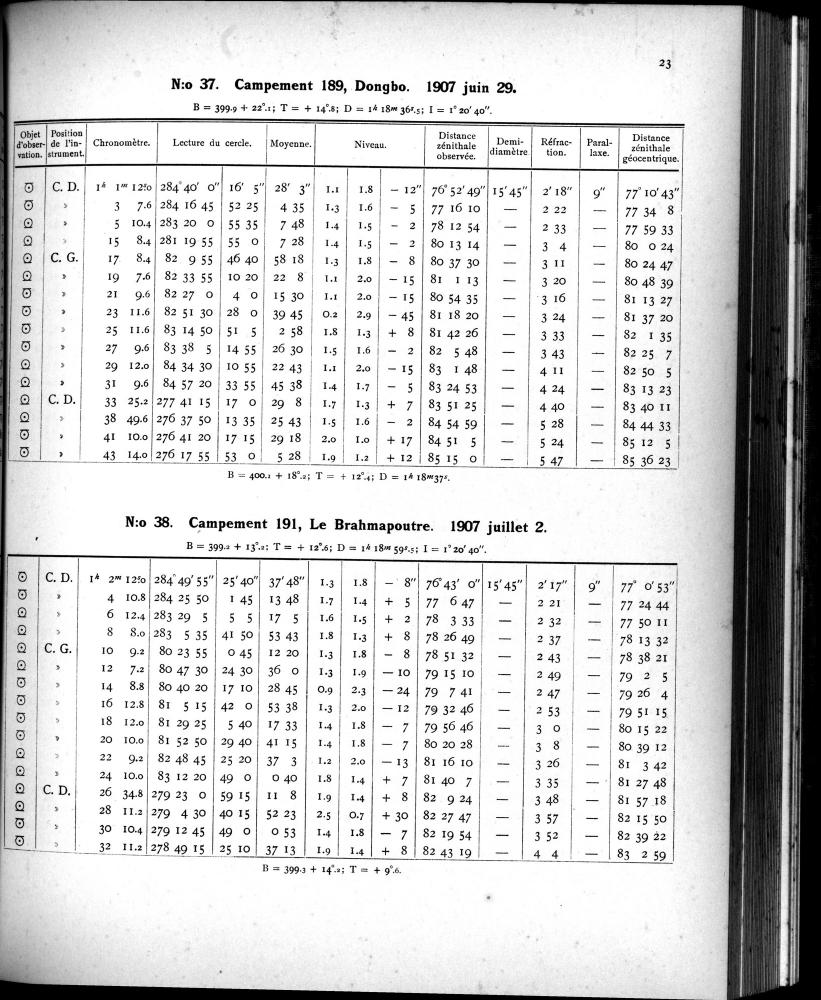 23
N:o 37. Campement 189, Dongbo. 1907 juin 29.
B = 399.9 + 22°.1; T = + 14°.8; D = 1h 18m 36s.5; I = 1° 20′ 40″.
Objet d'obser- vation. Position de l'in- strument. Chronomètre. Lecture du cercle. Moyenne. Niveau. Distance zénithale observée. Demi- diamètre Réfrac- tion. Paral- laxe. Distance zénithale géocentrique.
C. D. 1h 1m 12s.0 284° 40′ 0″ 16′ 5″ 28′ 3″ 1.1 1.8 — 12″ 76° 52′ 49″ 15′ 45″ 2′ 18″ 9″ 77° 10′ 43″
» 3 7.6 284 16 45 52 25 4 35 1.3 1.6 — 5 77 16 10 — 2 22 — 77 34 8
» 5 10.4 283 20 0 55 35 7 48 1.4 1.5 — 2 78 12 54 — 2 33 — 77 59 33
» 15 8.4 281 19 55 55 0 7 28 1.4 1.5 — 2 80 13 14 — 3 4 — 80 0 24
C. G. 17 8.4 82 9 55 46 40 58 18 1.3 1.8 — 8 80 37 30 — 3 11 — 80 24 47
» 19 7.6 82 33 55 10 20 22 8 1.1 2.0 — 15 81 1 13 — 3 20 — 80 48 39
» 21 9.6 82 27 0 4 0 15 30 1.1 2.0 — 15 80 54 35 — 3 16 — 81 13 27
» 23 11.6 82 51 30 28 0 39 45 0.2 2.9 — 45 81 18 20 — 3 24 — 81 37 20
» 25 11.6 83 14 50 51 5 2 58 1.8 1.3 + 8 81 42 26 — 3 33 — 82 1 35
» 27 9.6 83 38 5 14 55 26 30 1.5 1.6 — 2 82 5 48 — 3 43 — 82 25 7
» 29 12.0 84 34 30 10 55 22 43 1.1 2.0 — 15 83 1 48 — 4 11 — 82 50 5
» 31 9.6 84 57 20 33 55 45 38 1.4 1.7 — 5 83 24 53 — 4 24 — 83 13 23
C. D. 33 25.2 277 41 15 17 0 29 8 1.7 1.3 + 7 83 51 25 — 4 40 — 83 40 11
» 38 49.6 276 37 50 13 35 25 43 1.5 1.6 — 2 84 54 59 — 5 28 — 84 44 33
» 41 10.0 276 41 20 17 15 29 18 2.0 1.0 + 17 84 51 5 — 5 24 — 85 12 5
» 43 14.0 276 17 55 53 0 5 28 1.9 1.2 + 12 85 15 0 — 5 47 — 85 36 23
B = 400.1 + 18°.2; T = + 12°.4; D = 1h 18m 37s.
N:o 38. Campement 191, Le Brahmapoutre. 1907 juillet 2.
B = 399.2 + 13°.2; T = + 12°.6; D = 1h 18m 59s.5; I = 1° 20′ 40″.
C. D. 1h 2m 12s.0 284° 49′ 55″ 25′ 40″ 37′ 48″ 1.3 1.8 — 8″ 76° 43′ 0″ 15′ 45″ 2′ 17″ 9″ 77° 0′ 53″
» 4 10.8 284 25 50 1 45 13 48 1.7 1.4 + 5 77 6 47 — 2 21 — 77 24 44
» 6 12.4 283 29 5 5 5 17 5 1.6 1.5 + 2 78 3 33 — 2 32 — 77 50 11
» 8 8.0 283 5 35 41 50 53 43 1.8 1.3 + 8 78 26 49 — 2 37 — 78 13 32
C. G. 10 9.2 80 23 55 0 45 12 20 1.3 1.8 — 8 78 51 32 — 2 43 — 78 38 21
» 12 7.2 80 47 30 24 30 36 0 1.3 1.9 — 10 79 15 10 — 2 49 — 79 2 5
» 14 8.8 80 40 20 17 10 28 45 0.9 2.3 — 24 79 7 41 — 2 47 — 79 26 4
» 16 12.8 81 5 15 42 0 53 38 1.3 2.0 — 12 79 32 46 — 2 53 — 79 51 15
» 18 12.0 81 29 25 5 40 17 33 1.4 1.8 — 7 79 56 46 — 3 0 — 80 15 22
» 20 10.0 81 52 50 29 40 41 15 1.4 1.8 — 7 80 20 28 — 3 8 — 80 39 12
» 22 9.2 82 48 45 25 20 37 3 1.2 2.0 — 13 81 16 10 — 3 26 — 81 3 42
» 24 10.0 83 12 20 49 0 0 40 1.8 1.4 + 7 81 40 7 — 3 35 — 81 27 48
C. D. 26 34.8 279 23 0 59 15 11 8 1.9 1.4 + 8 82 9 24 — 3 48 — 81 57 18
» 28 11.2 279 4 30 40 15 52 23 2.5 0.7 + 30 82 27 47 — 3 57 — 82 15 50
» 30 10.4 279 12 45 49 0 0 53 1.4 1.8 — 7 82 19 54 — 3 52 — 82 39 22
» 32 11.2 278 49 15 25 10 37 13 1.9 1.4 + 8 82 43 19 — 4 4 — 83 2 59
B = 399.3 + 14°.2; T = + 9°.6.